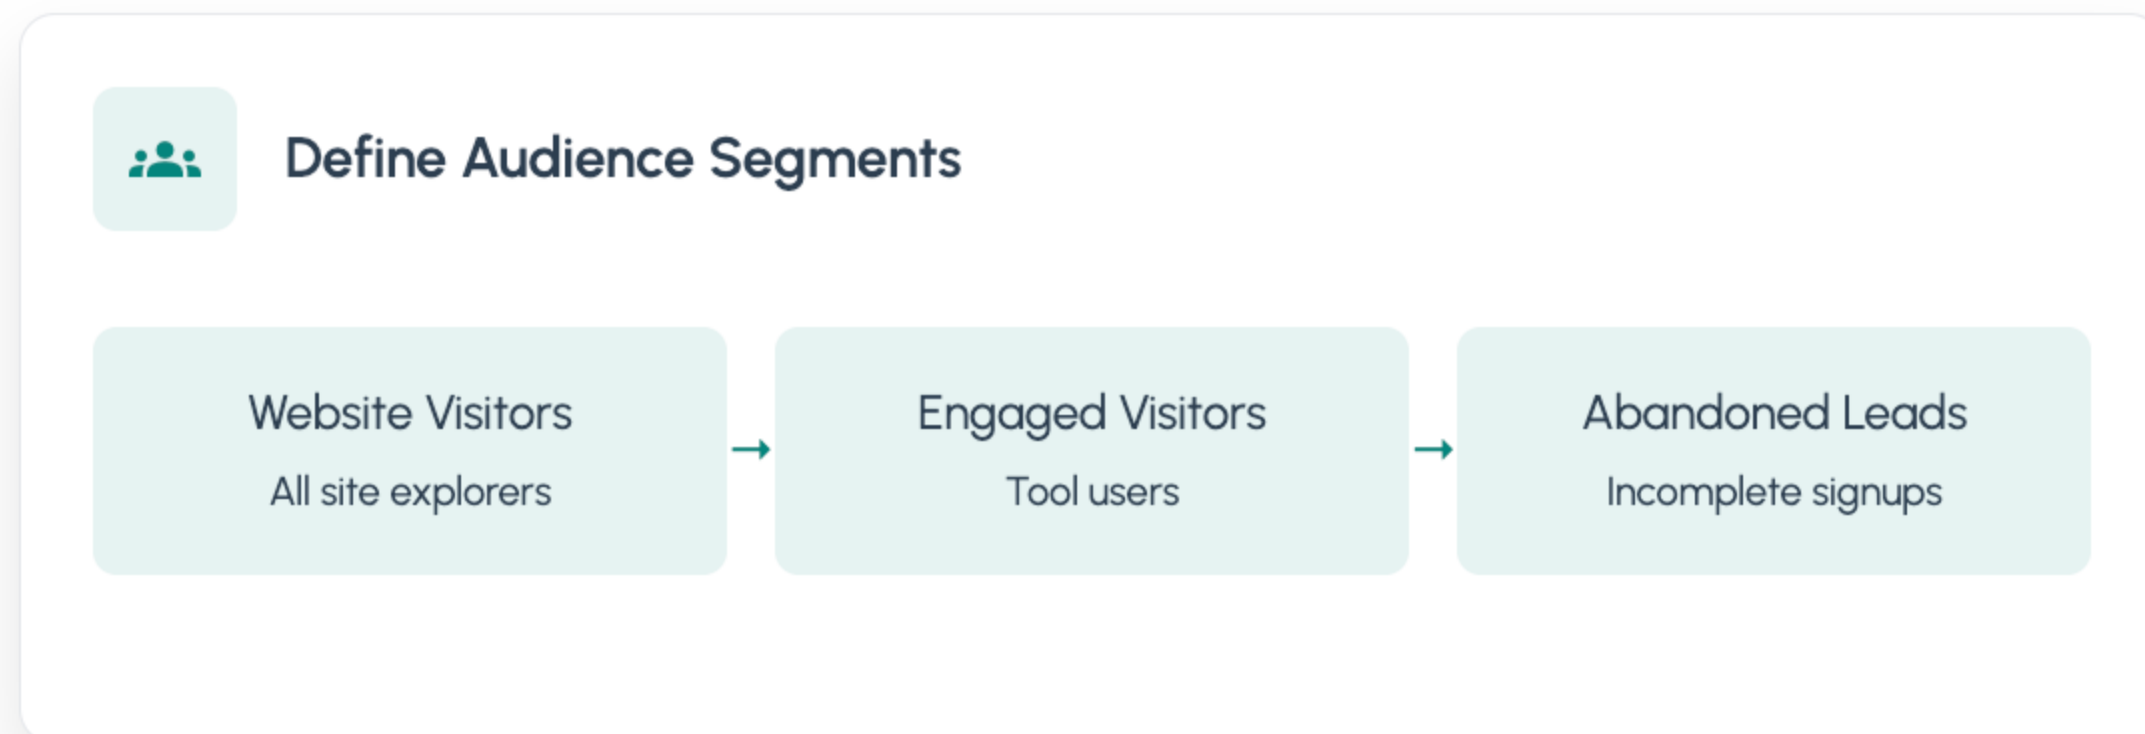 Define Audience Segments
Website Visitors
All site explorers
Engaged Visitors
Tool users
Abandoned Leads
Incomplete signups